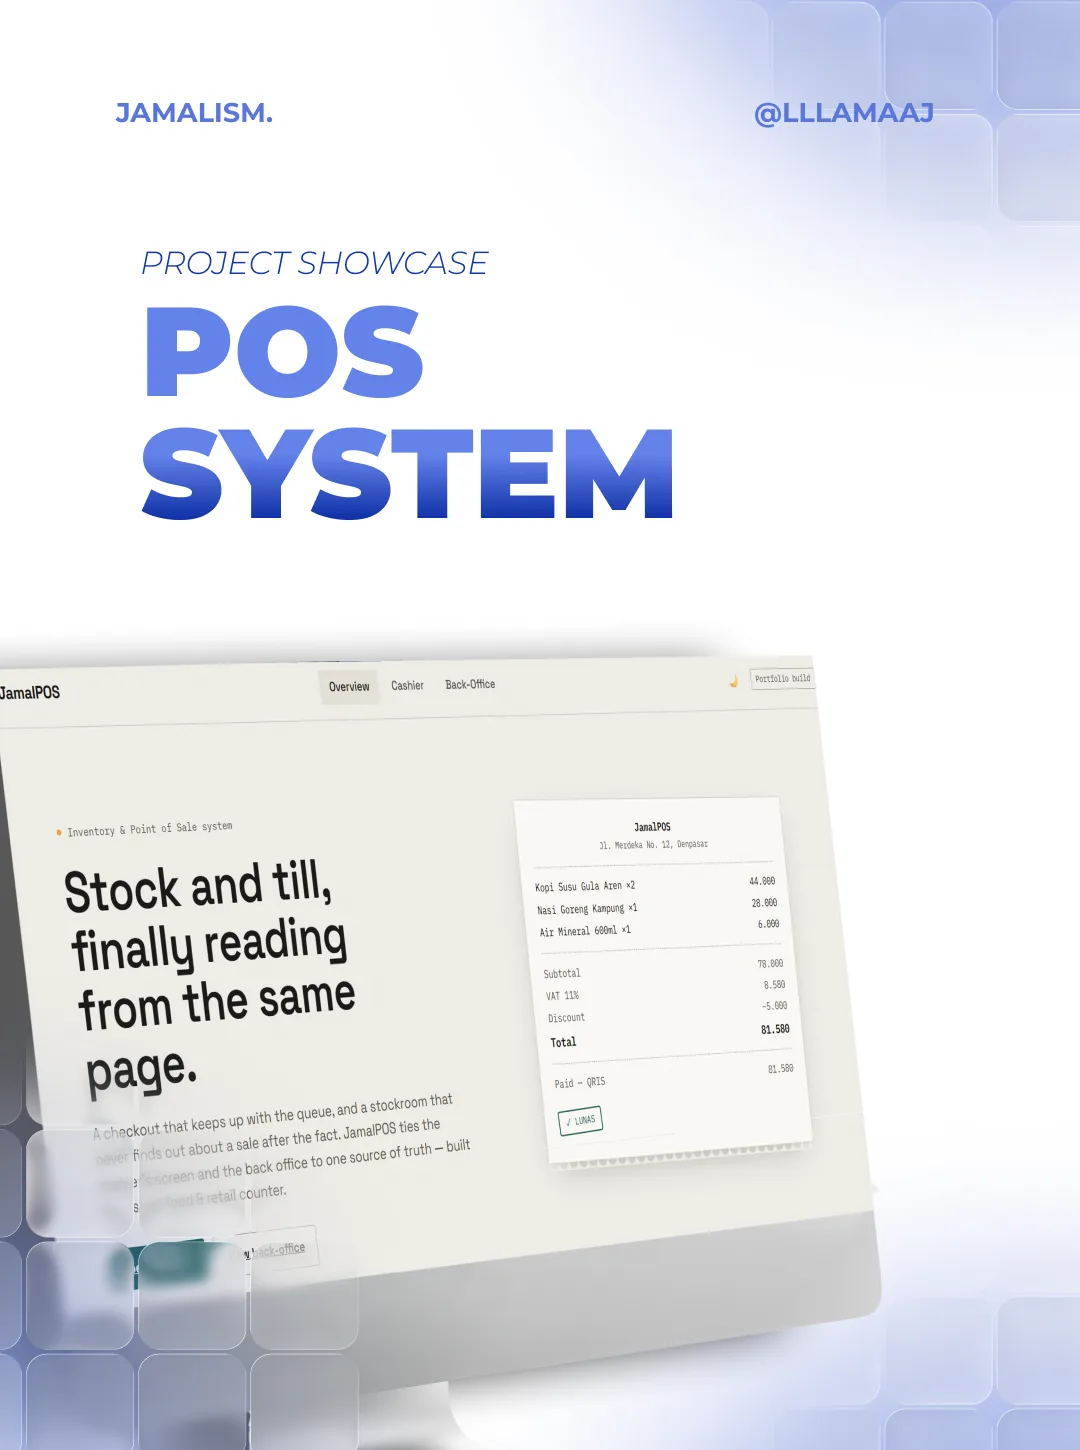 JAMALISM.
@LLLAMAAJ
PROJECT SHOWCASE
POS
SYSTEM
JamalPOS
Overview
Cashier
Back-Office
Portfolio build
Inventory & Point of Sale system
Stock and till,
finally reading
from the same
page.
A checkout that keeps up with the queue, and a stockroom that
never finds out about a sale after the fact. JamalPOS ties the
screen and the back office to one source of truth — built
food & retail counter.
back-office
JamalPOS
Jl. Merdeka No. 12, Denpasar
Kopi Susu Gula Aren ×2 44.000
Nasi Goreng Kampung ×1 28.000
Air Mineral 600ml ×1 6.000
Subtotal 78.000
VAT 11% 8.580
Discount −5.000
Total 81.580
Paid — QRIS 81.580
✓ LUNAS